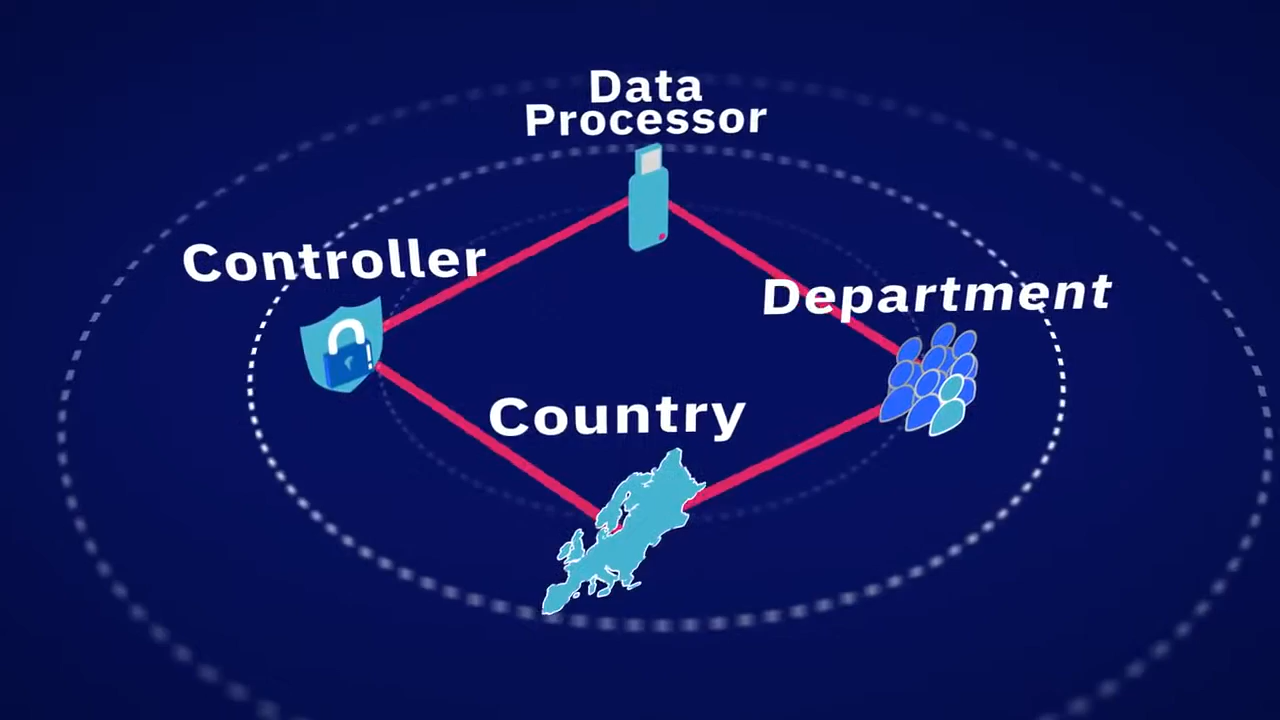 Data
Processor
Controller
Department
Country